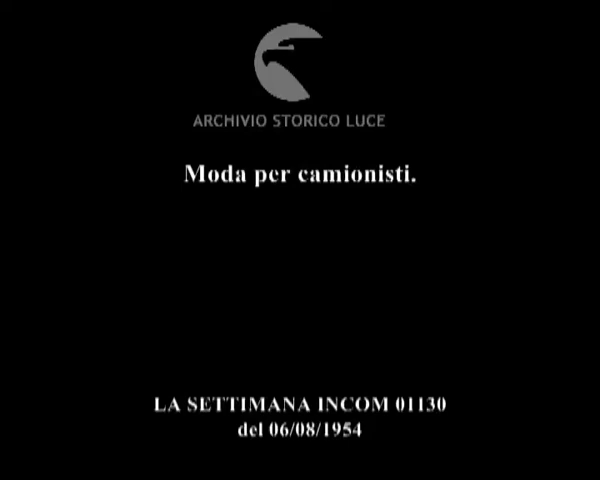 ARCHIVIO STORICO LUCE
Moda per camionisti.
LA SETTIMANA INCOM 01130
del 06/08/1954